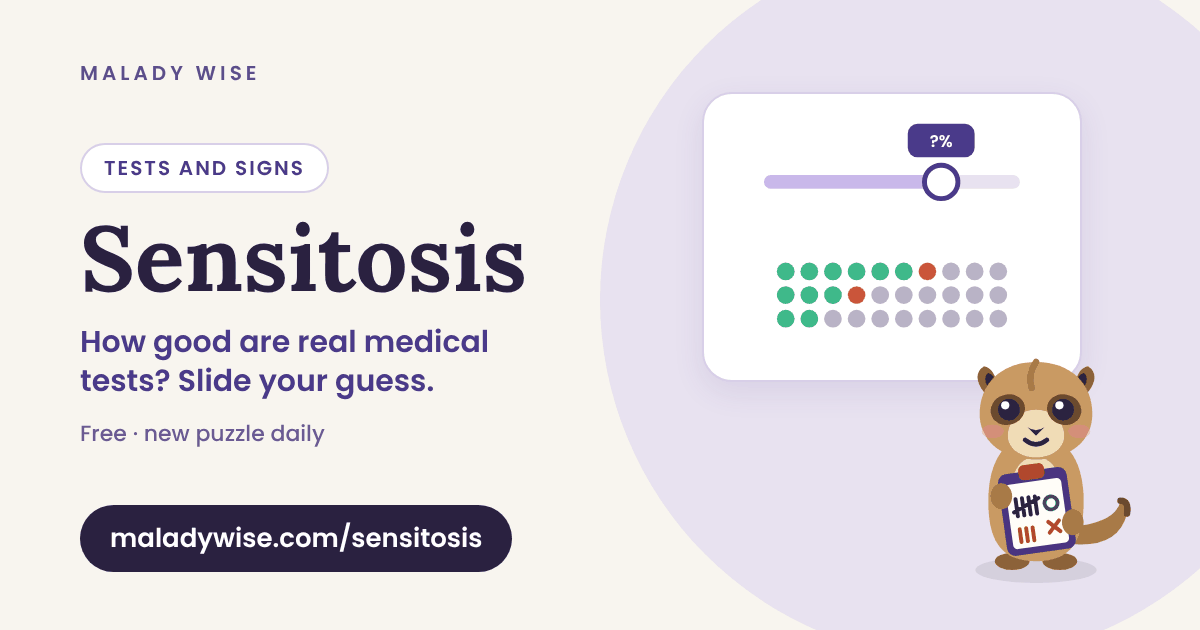 MALADY WISE
TESTS AND SIGNS
Sensitosis
How good are real medical
tests? Slide your guess.
Free · new puzzle daily
maladywise.com/sensitosis
?%